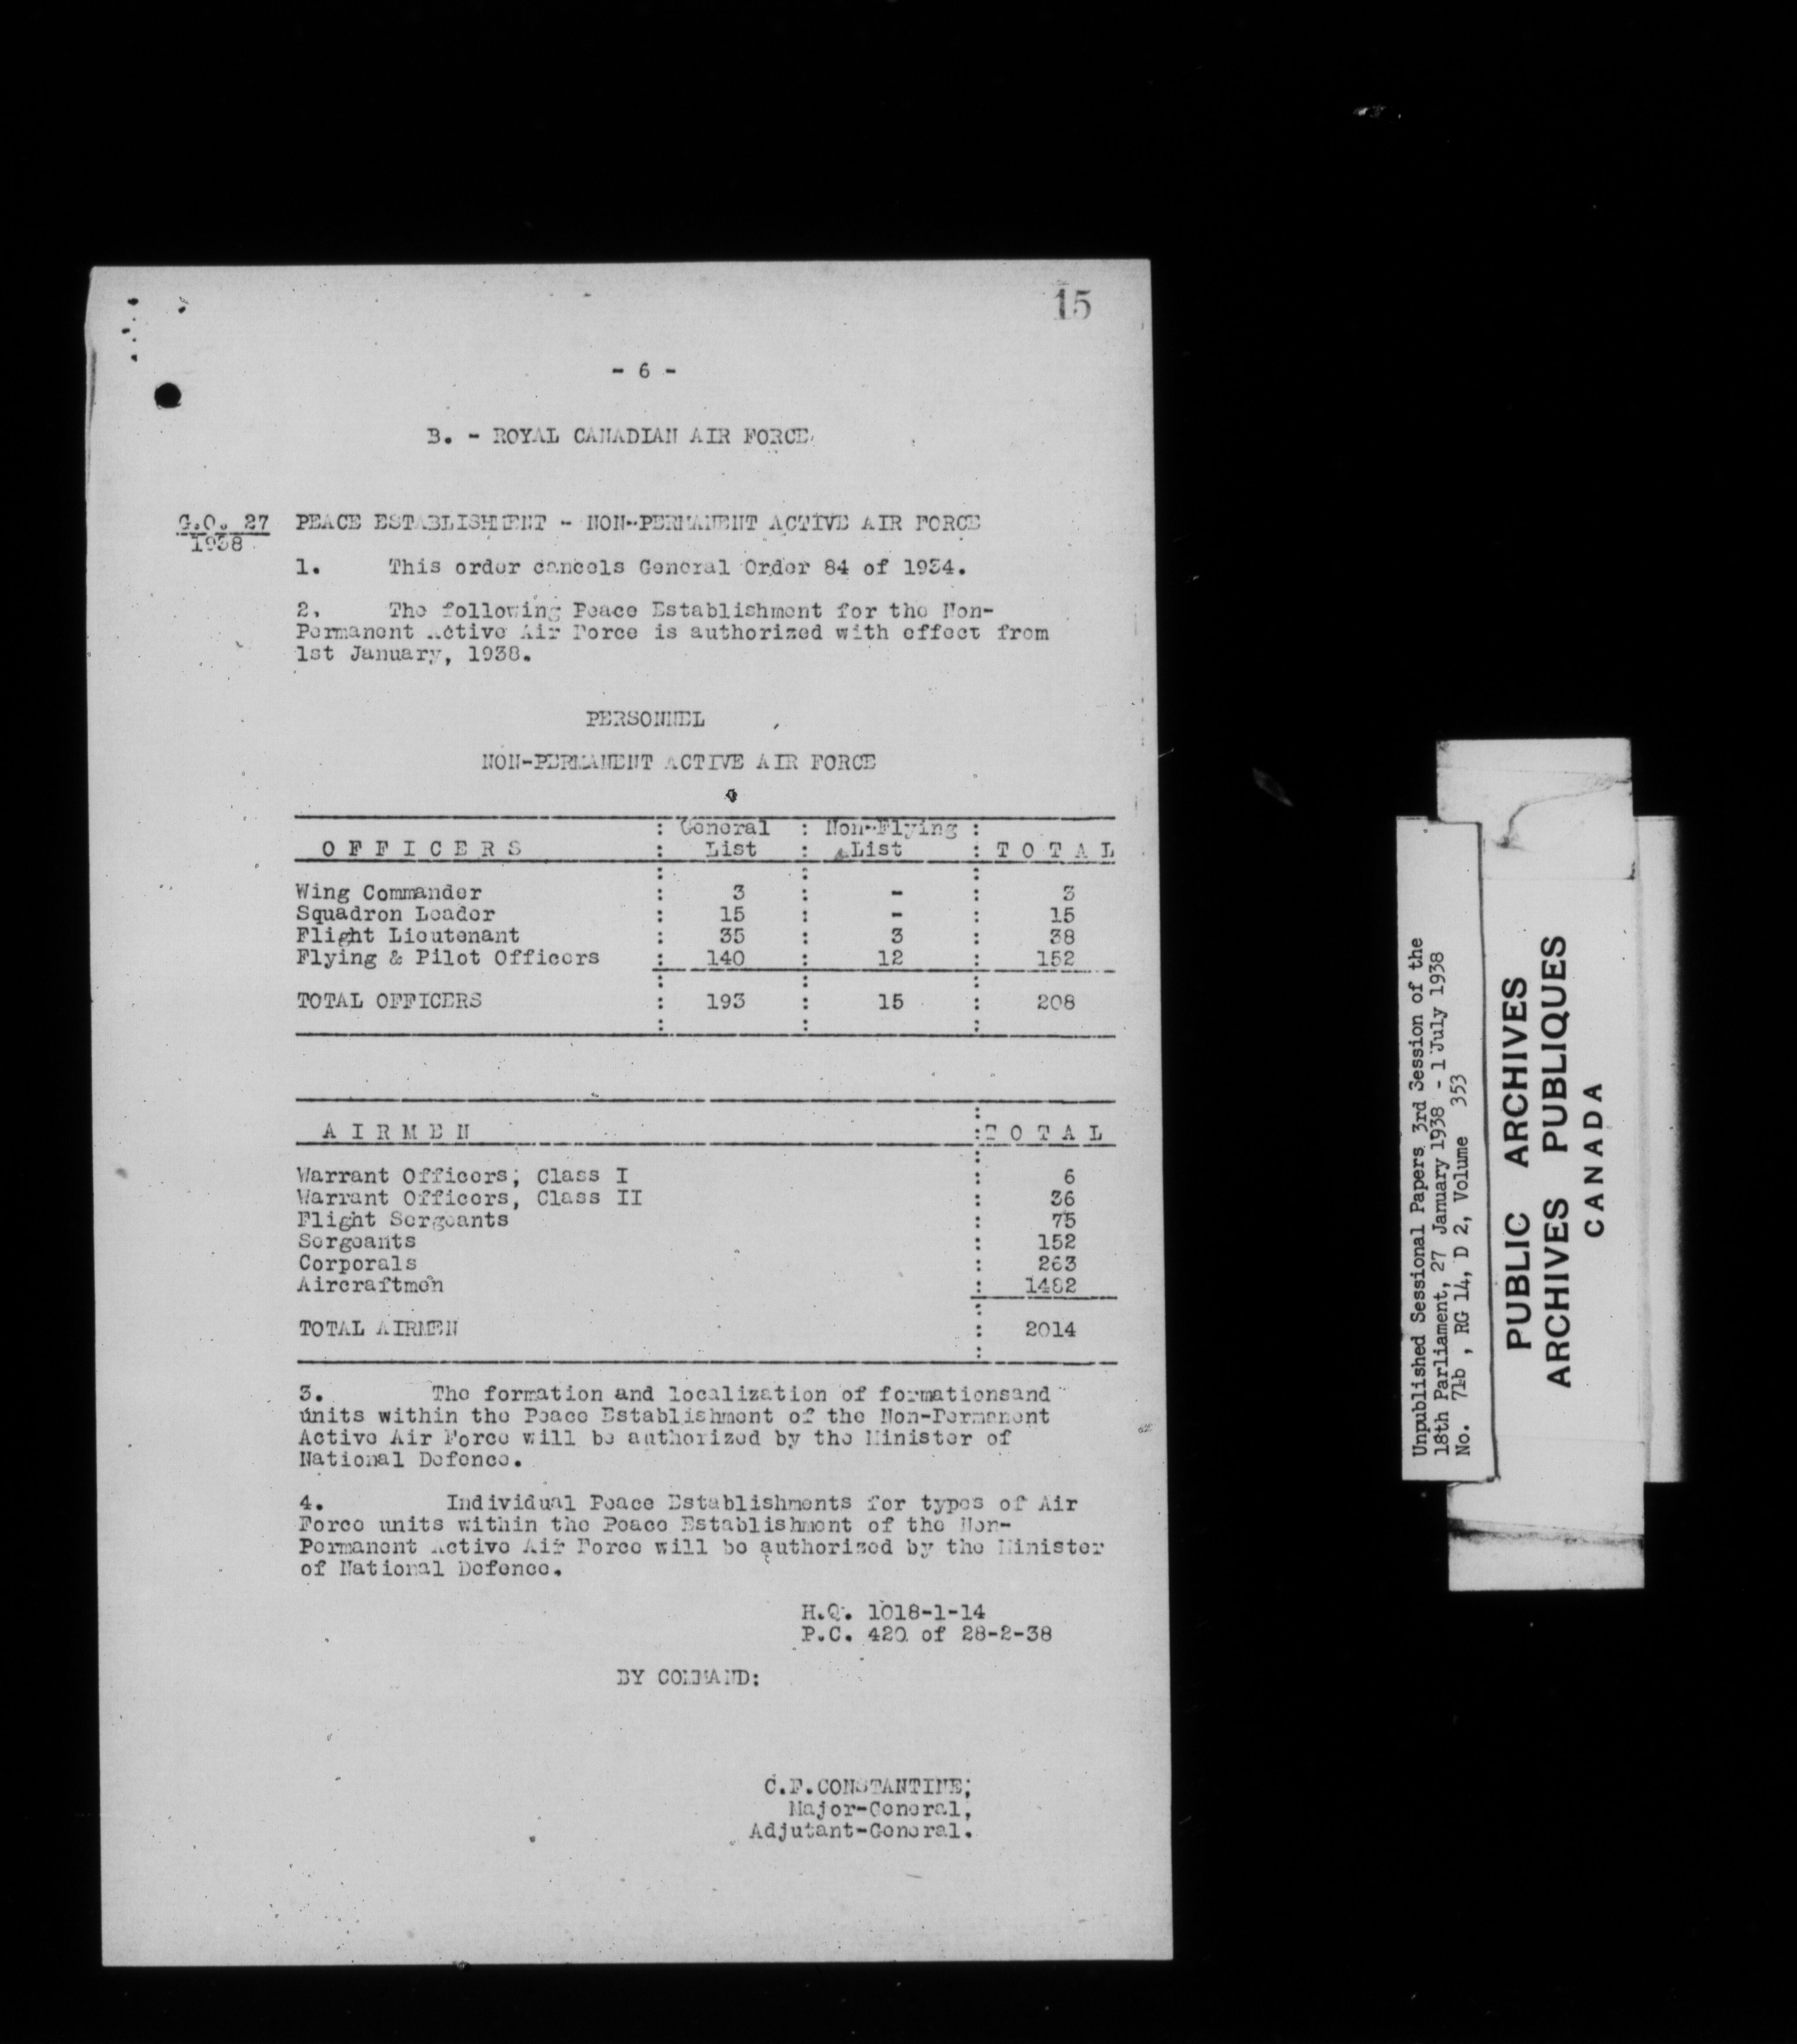 15
- 6 -
B. - ROYAL CANADIAN AIR FORCE
G.O. 27
1938
PEACE ESTABLISHMENT - NON-PERMANENT ACTIVE AIR FORCE
1. This order cancels General Order 84 of 1934.
2. The following Peace Establishment for the Non-
Permanent Active Air Force is authorized with effect from
1st January, 1938.
PERSONNEL
NON-PERMANENT ACTIVE AIR FORCE
OFFICERS : General List : Non-Flying List : TOTAL
Wing Commander : 3 : - : 3
Squadron Leader : 15 : - : 15
Flight Lieutenant : 35 : 3 : 38
Flying & Pilot Officers : 140 : 12 : 152
TOTAL OFFICERS : 193 : 15 : 208
AIRMEN : TOTAL
Warrant Officers, Class I : 6
Warrant Officers, Class II : 36
Flight Sergeants : 75
Sergeants : 152
Corporals : 263
Aircraftmen : 1482
TOTAL AIRMEN : 2014
3. The formation and localization of formationsand
units within the Peace Establishment of the Non-Permanent
Active Air Force will be authorized by the Minister of
National Defence.
4. Individual Peace Establishments for types of Air
Force units within the Peace Establishment of the Non-
Permanent Active Air Force will be authorized by the Minister
of National Defence.
H.Q. 1018-1-14
P.C. 420 of 28-2-38
BY COMMAND:
C.F.CONSTANTINE,
Major-General,
Adjutant-General.
Unpublished Sessional Papers 3rd Session of the
18th Parliament, 27 January 1938 - 1 July 1938
No. 71b , RG 14, D 2, Volume 353
PUBLIC ARCHIVES
ARCHIVES PUBLIQUES
CANADA